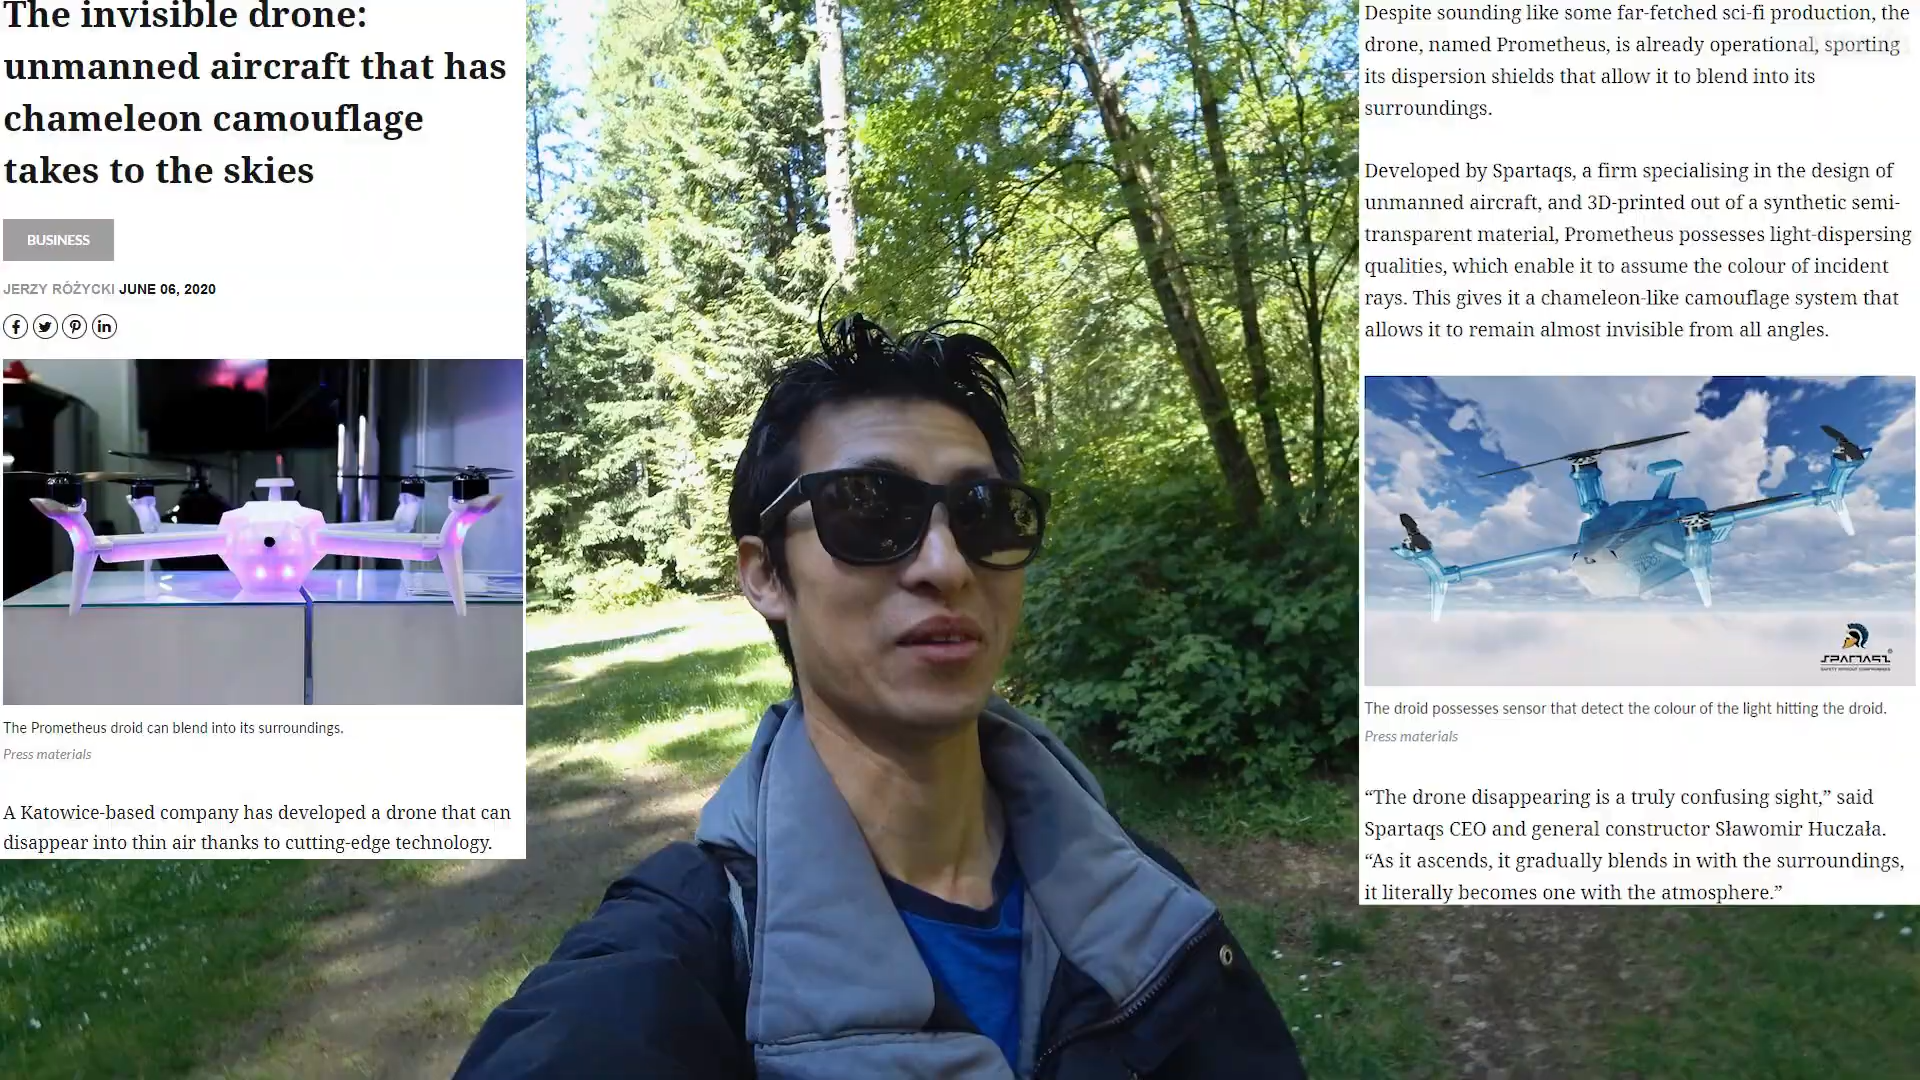 The invisible drone:
unmanned aircraft that has
chameleon camouflage
takes to the skies
BUSINESS
JERZY RÓŻYCKI JUNE 06, 2020
The Prometheus droid can blend into its surroundings.
Press materials
A Katowice-based company has developed a drone that can
disappear into thin air thanks to cutting-edge technology.
Despite sounding like some far-fetched sci-fi production, the
drone, named Prometheus, is already operational, sporting
its dispersion shields that allow it to blend into its
surroundings.
Developed by Spartaqs, a firm specialising in the design of
unmanned aircraft, and 3D-printed out of a synthetic semi-
transparent material, Prometheus possesses light-dispersing
qualities, which enable it to assume the colour of incident
rays. This gives it a chameleon-like camouflage system that
allows it to remain almost invisible from all angles.
SPARTAQS
The droid possesses sensor that detect the colour of the light hitting the droid.
Press materials
“The drone disappearing is a truly confusing sight,” said
Spartaqs CEO and general constructor Sławomir Huczała.
“As it ascends, it gradually blends in with the surroundings,
it literally becomes one with the atmosphere.”